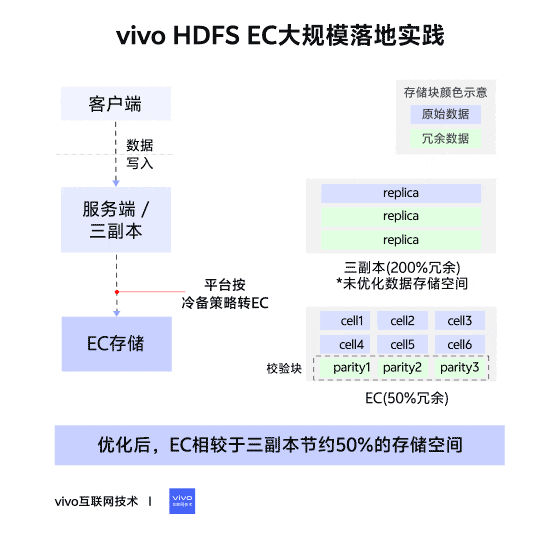 vivo HDFS EC大规模落地实践
客户端
数据
写入
服务端 /
三副本
平台按
冷备策略转EC
EC存储
存储块颜色示意
原始数据
冗余数据
replica
replica
replica
三副本(200%冗余)
*未优化数据存储空间
cell1 cell2 cell3
cell4 cell5 cell6
校验块 parity1 parity2 parity3
EC(50%冗余)
优化后，EC相较于三副本节约50%的存储空间
vivo互联网技术 |
vivo